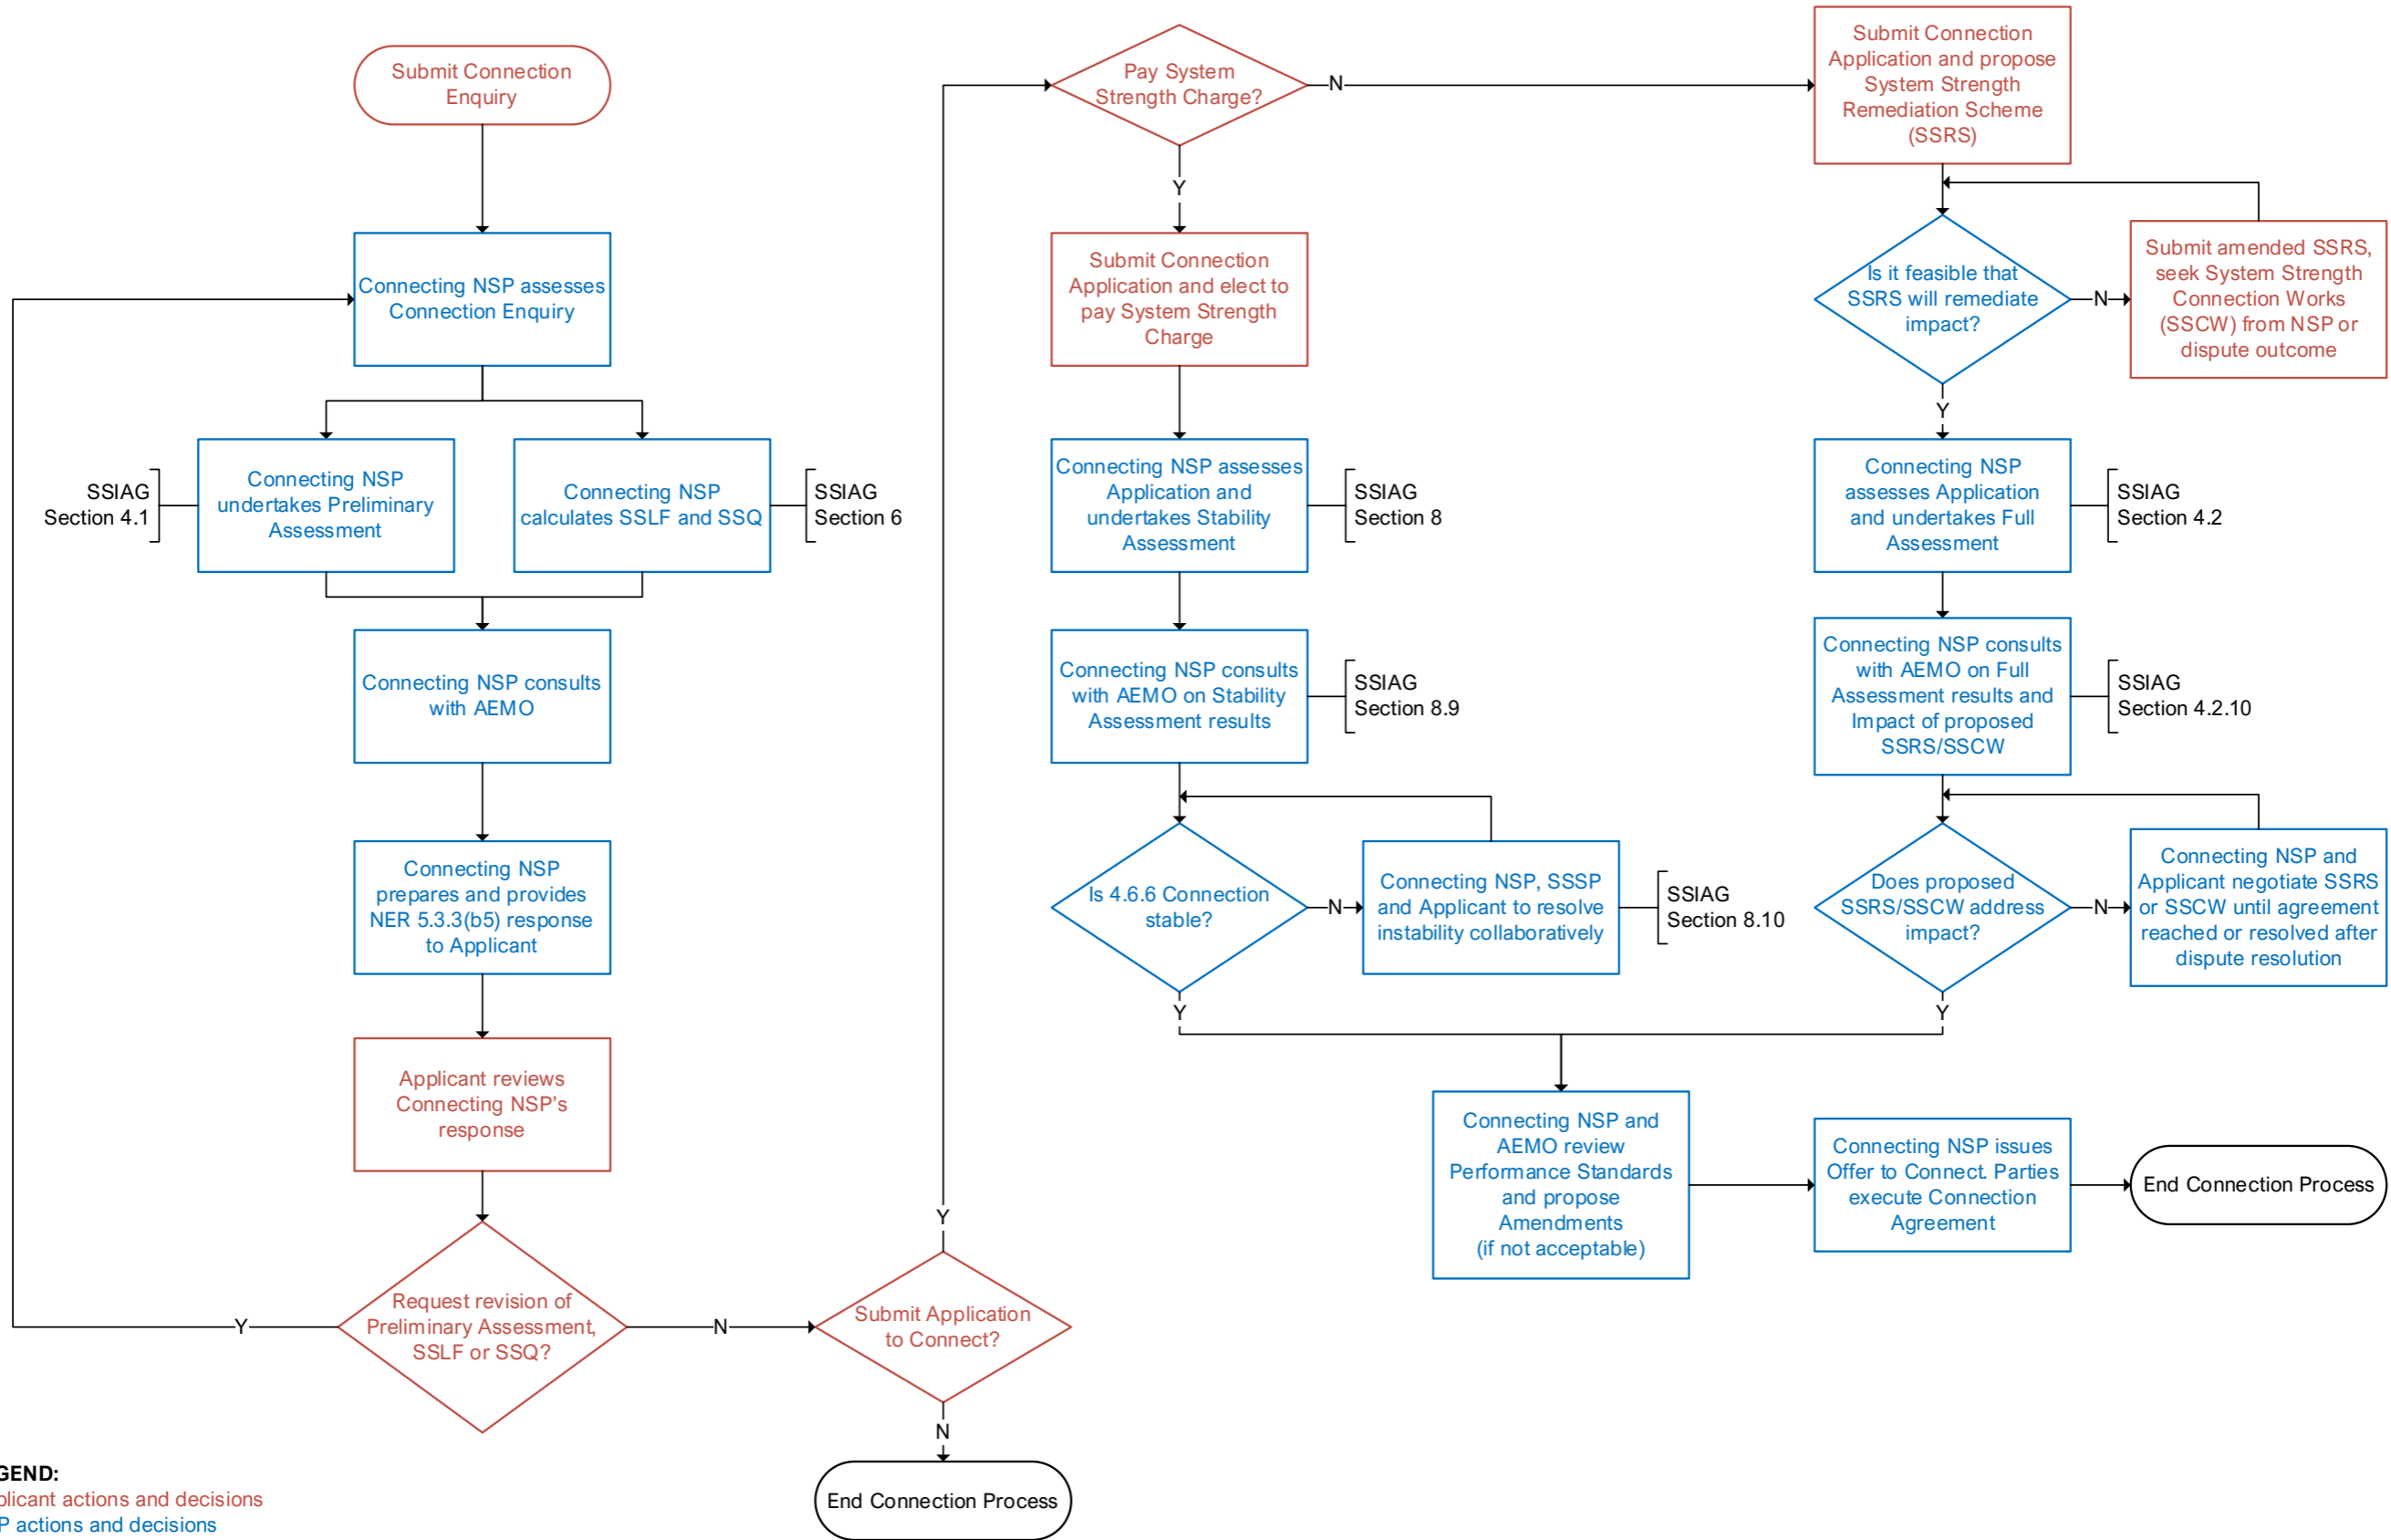 Submit Connection
Enquiry
Connecting NSP assesses
Connection Enquiry
SSIAG
Section 4.1
Connecting NSP
undertakes Preliminary
Assessment
Connecting NSP
calculates SSLF and SSQ
SSIAG
Section 6
Connecting NSP consults
with AEMO
Connecting NSP
prepares and provides
NER 5.3.3(b5) response
to Applicant
Applicant reviews
Connecting NSP’s
response
Request revision of
Preliminary Assessment,
SSLF or SSQ?
Y
N
Submit Application
to Connect?
Y
N
End Connection Process
Pay System
Strength Charge?
N
Y
Submit Connection
Application and elect to
pay System Strength
Charge
Connecting NSP assesses
Application and
undertakes Stability
Assessment
SSIAG
Section 8
Connecting NSP consults
with AEMO on Stability
Assessment results
SSIAG
Section 8.9
Is 4.6.6 Connection
stable?
N
Connecting NSP, SSSP
and Applicant to resolve
instability collaboratively
SSIAG
Section 8.10
Y
Submit Connection
Application and propose
System Strength
Remediation Scheme
(SSRS)
Is it feasible that
SSRS will remediate
impact?
N
Submit amended SSRS,
seek System Strength
Connection Works
(SSCW) from NSP or
dispute outcome
Y
Connecting NSP
assesses Application
and undertakes Full
Assessment
SSIAG
Section 4.2
Connecting NSP consults
with AEMO on Full
Assessment results and
Impact of proposed
SSRS/SSCW
SSIAG
Section 4.2.10
Does proposed
SSRS/SSCW address
impact?
N
Connecting NSP and
Applicant negotiate SSRS
or SSCW until agreement
reached or resolved after
dispute resolution
Y
Connecting NSP and
AEMO review
Performance Standards
and propose
Amendments
(if not acceptable)
Connecting NSP issues
Offer to Connect. Parties
execute Connection
Agreement
End Connection Process
GEND:
plicant actions and decisions
P actions and decisions